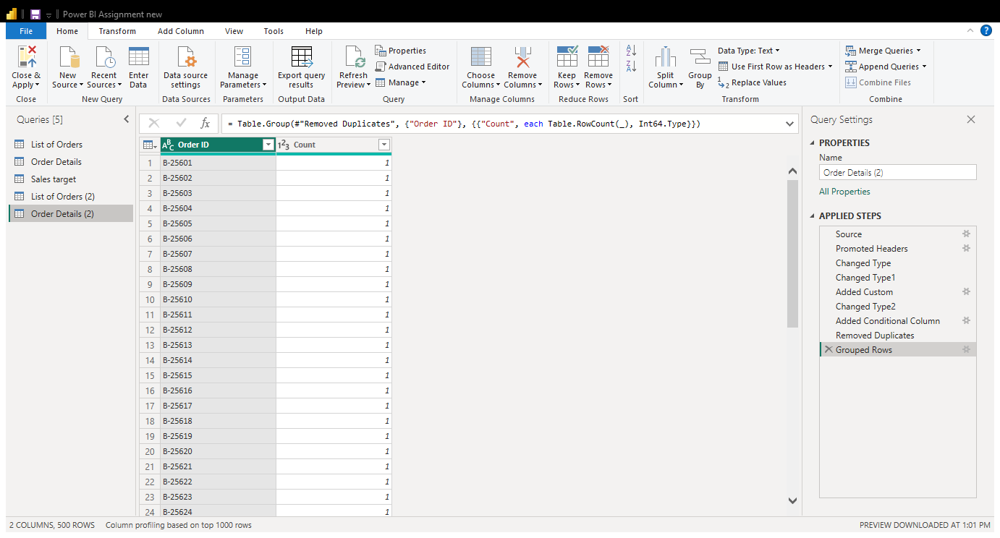 Power BI Assignment new
File Home Transform Add Column View Tools Help
Close & Apply
New Source
Recent Sources
Enter Data
Data source settings
Manage Parameters
Export query results
Refresh Preview
Properties
Advanced Editor
Manage
Choose Columns
Remove Columns
Keep Rows
Remove Rows
Split Column
Group By
Data Type: Text
Use First Row as Headers
Replace Values
Merge Queries
Append Queries
Combine Files
Close New Query Data Sources Parameters Output Data Query Manage Columns Reduce Rows Sort Transform Combine
Queries [5]
List of Orders
Order Details
Sales target
List of Orders (2)
Order Details (2)
= Table.Group(#"Removed Duplicates", {"Order ID"}, {{"Count", each Table.RowCount(_), Int64.Type}})
Order ID Count
1 B-25601 1
2 B-25602 1
3 B-25603 1
4 B-25604 1
5 B-25605 1
6 B-25606 1
7 B-25607 1
8 B-25608 1
9 B-25609 1
10 B-25610 1
11 B-25611 1
12 B-25612 1
13 B-25613 1
14 B-25614 1
15 B-25615 1
16 B-25616 1
17 B-25617 1
18 B-25618 1
19 B-25619 1
20 B-25620 1
21 B-25621 1
22 B-25622 1
23 B-25623 1
24 B-25624 1
Query Settings
PROPERTIES
Name
Order Details (2)
All Properties
APPLIED STEPS
Source
Promoted Headers
Changed Type
Changed Type1
Added Custom
Changed Type2
Added Conditional Column
Removed Duplicates
Grouped Rows
2 COLUMNS, 500 ROWS Column profiling based on top 1000 rows
PREVIEW DOWNLOADED AT 1:01 PM